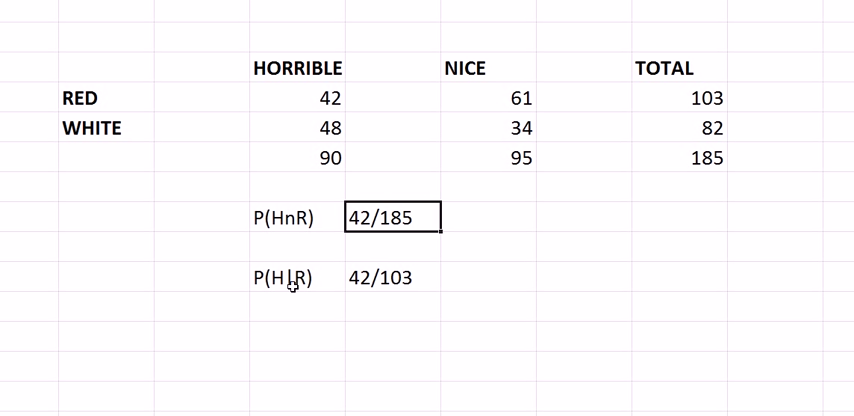 HORRIBLE NICE TOTAL
RED 42 61 103
WHITE 48 34 82
90 95 185
P(HnR) 42/185
P(H|R) 42/103